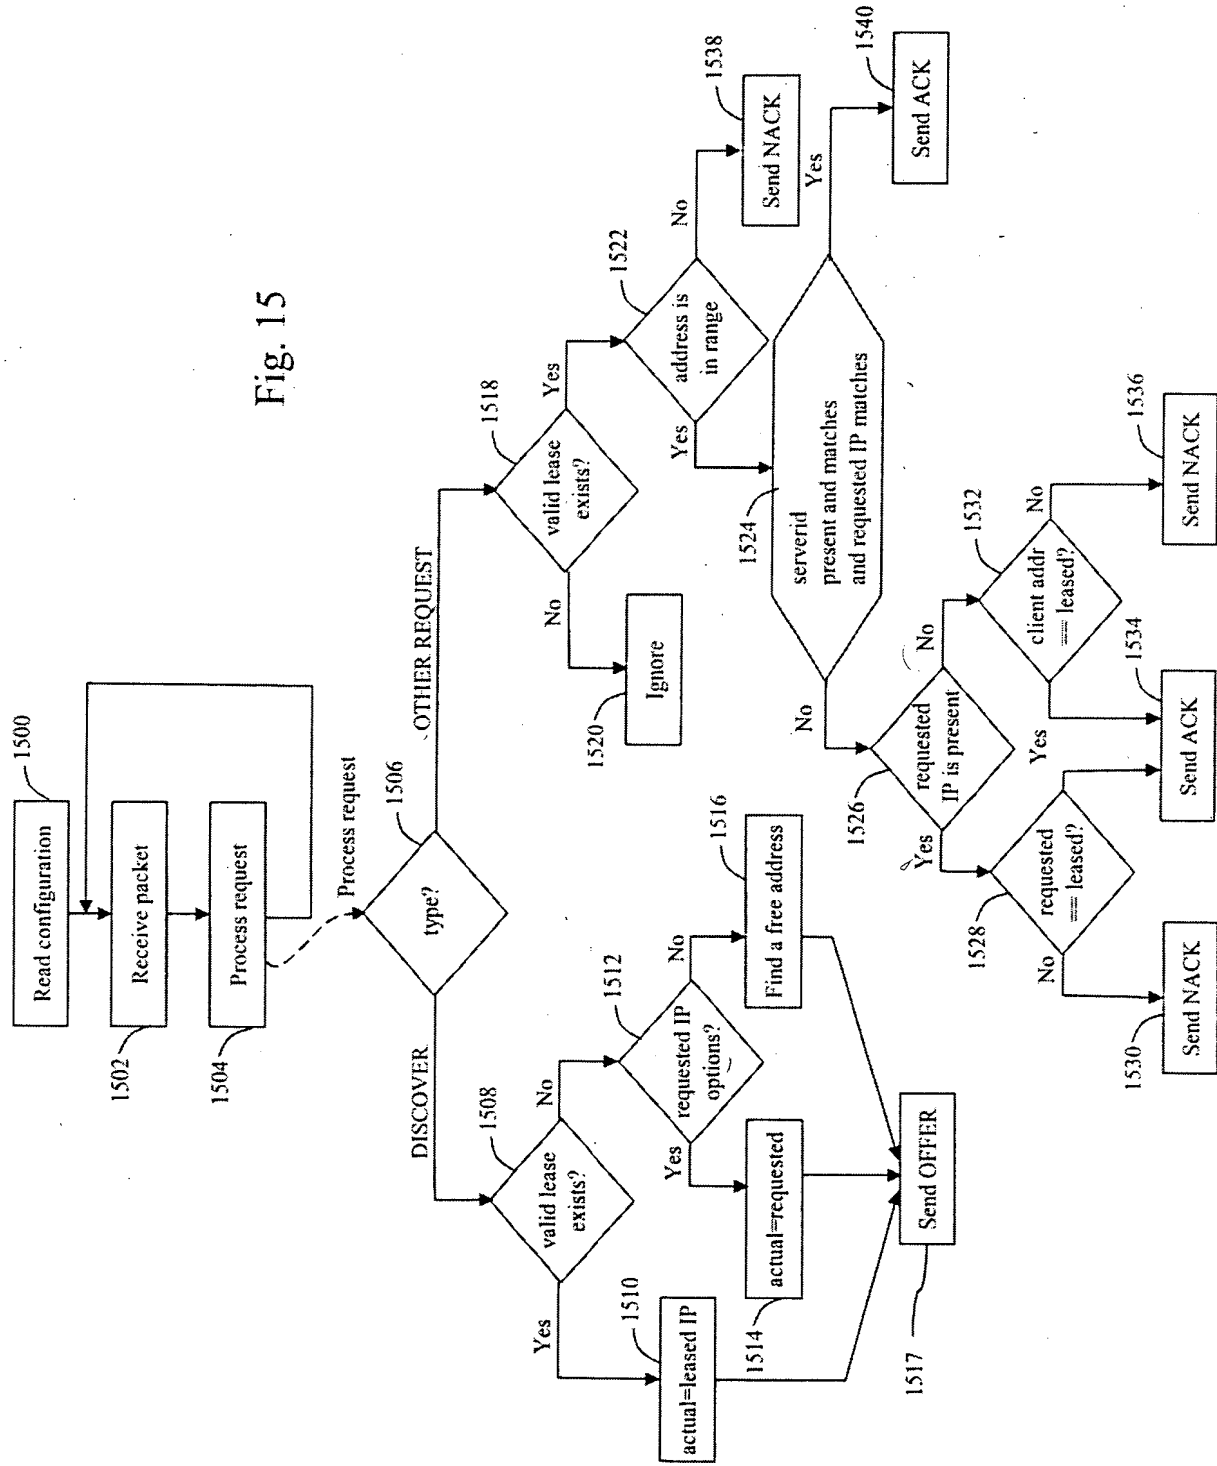 Fig. 15
Read configuration
1500
Receive packet
1502
Process request
1504
Process request
type?
1506
DISCOVER
OTHER REQUEST
valid lease
exists?
1508
Yes
No
actual=leased IP
1510
requested IP
options?
1512
Yes
No
actual=requested
1514
Find a free address
1516
Send OFFER
1517
valid lease
exists?
1518
No
Yes
Ignore
1520
address is
in range
1522
Yes
No
Send NACK
1538
serverid
present and matches
and requested IP matches
1524
No
Yes
Send ACK
1540
requested
IP is present
1526
Yes
No
requested
== leased?
1528
No
Yes
client addr
== leased?
1532
No
Send NACK
1530
Send ACK
1534
Send NACK
1536